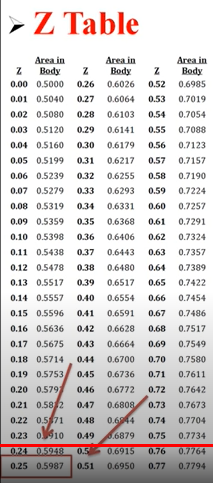 ➢ Z Table
Area in Area in Area in
Z Body Z Body Z Body
0.00 0.5000 0.26 0.6026 0.52 0.6985
0.01 0.5040 0.27 0.6064 0.53 0.7019
0.02 0.5080 0.28 0.6103 0.54 0.7054
0.03 0.5120 0.29 0.6141 0.55 0.7088
0.04 0.5160 0.30 0.6179 0.56 0.7123
0.05 0.5199 0.31 0.6217 0.57 0.7157
0.06 0.5239 0.32 0.6255 0.58 0.7190
0.07 0.5279 0.33 0.6293 0.59 0.7224
0.08 0.5319 0.34 0.6331 0.60 0.7257
0.09 0.5359 0.35 0.6368 0.61 0.7291
0.10 0.5398 0.36 0.6406 0.62 0.7324
0.11 0.5438 0.37 0.6443 0.63 0.7357
0.12 0.5478 0.38 0.6480 0.64 0.7389
0.13 0.5517 0.39 0.6517 0.65 0.7422
0.14 0.5557 0.40 0.6554 0.66 0.7454
0.15 0.5596 0.41 0.6591 0.67 0.7486
0.16 0.5636 0.42 0.6628 0.68 0.7517
0.17 0.5675 0.43 0.6664 0.69 0.7549
0.18 0.5714 0.44 0.6700 0.70 0.7580
0.19 0.5753 0.45 0.6736 0.71 0.7611
0.20 0.46 0.6772 0.72 0.7642
0.21 0.47 0.6808 0.73 0.7673
0.22 0.48 0.74 0.7704
0.23 0.49 0.6879 0.75 0.7734
0.24 0.5948 0.6915 0.76 0.7764
0.25 0.5987 0.51 0.6950 0.77 0.7794